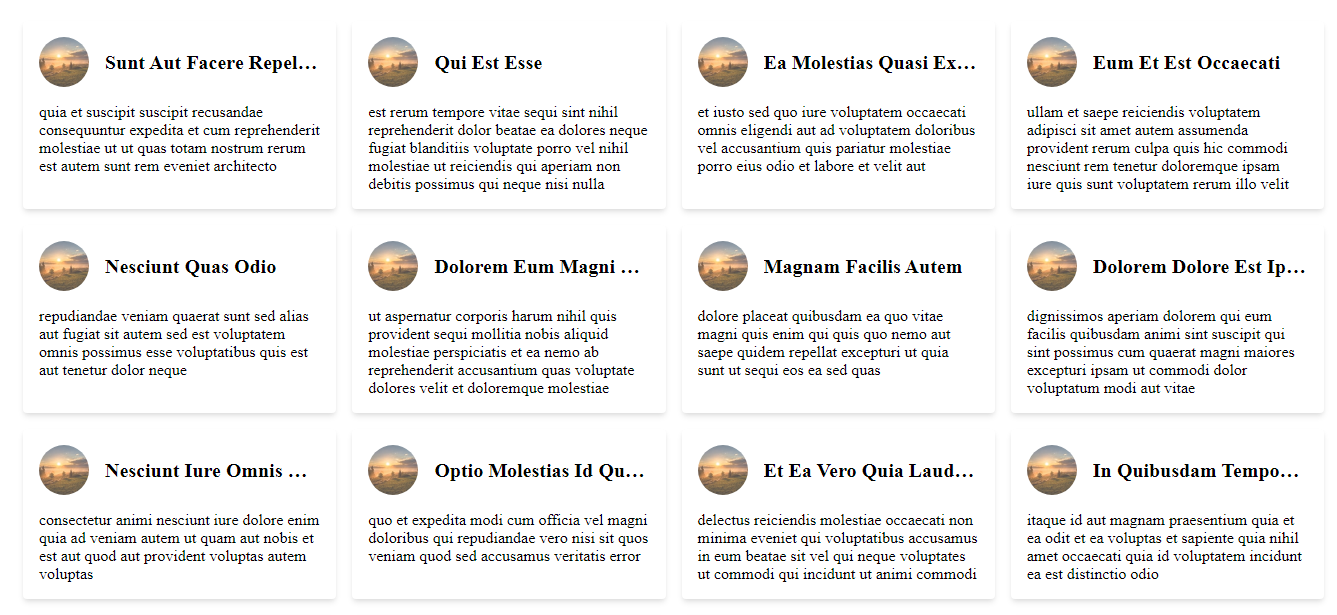 Sunt Aut Facere Repel...
quia et suscipit suscipit recusandae
consequuntur expedita et cum reprehenderit
molestiae ut ut quas totam nostrum rerum
est autem sunt rem eveniet architecto
Qui Est Esse
est rerum tempore vitae sequi sint nihil
reprehenderit dolor beatae ea dolores neque
fugiat blanditiis voluptate porro vel nihil
molestiae ut reiciendis qui aperiam non
debitis possimus qui neque nisi nulla
Ea Molestias Quasi Ex...
et iusto sed quo iure voluptatem occaecati
omnis eligendi aut ad voluptatem doloribus
vel accusantium quis pariatur molestiae
porro eius odio et labore et velit aut
Eum Et Est Occaecati
ullam et saepe reiciendis voluptatem
adipisci sit amet autem assumenda
provident rerum culpa quis hic commodi
nesciunt rem tenetur doloremque ipsam
iure quis sunt voluptatem rerum illo velit
Nesciunt Quas Odio
repudiandae veniam quaerat sunt sed alias
aut fugiat sit autem sed est voluptatem
omnis possimus esse voluptatibus quis est
aut tenetur dolor neque
Dolorem Eum Magni ...
ut aspernatur corporis harum nihil quis
provident sequi mollitia nobis aliquid
molestiae perspiciatis et ea nemo ab
reprehenderit accusantium quas voluptate
dolores velit et doloremque molestiae
Magnam Facilis Autem
dolore placeat quibusdam ea quo vitae
magni quis enim qui quis quo nemo aut
saepe quidem repellat excepturi ut quia
sunt ut sequi eos ea sed quas
Dolorem Dolore Est Ip...
dignissimos aperiam dolorem qui eum
facilis quibusdam animi sint suscipit qui
sint possimus cum quaerat magni maiores
excepturi ipsam ut commodi dolor
voluptatum modi aut vitae
Nesciunt Iure Omnis ...
consectetur animi nesciunt iure dolore enim
quia ad veniam autem ut quam aut nobis et
est aut quod aut provident voluptas autem
voluptas
Optio Molestias Id Qu...
quo et expedita modi cum officia vel magni
doloribus qui repudiandae vero nisi sit quos
veniam quod sed accusamus veritatis error
Et Ea Vero Quia Laud...
delectus reiciendis molestiae occaecati non
minima eveniet qui voluptatibus accusamus
in eum beatae sit vel qui neque voluptates
ut commodi qui incidunt ut animi commodi
In Quibusdam Tempo...
itaque id aut magnam praesentium quia et
ea odit et ea voluptas et sapiente quia nihil
amet occaecati quia id voluptatem incidunt
ea est distinctio odio